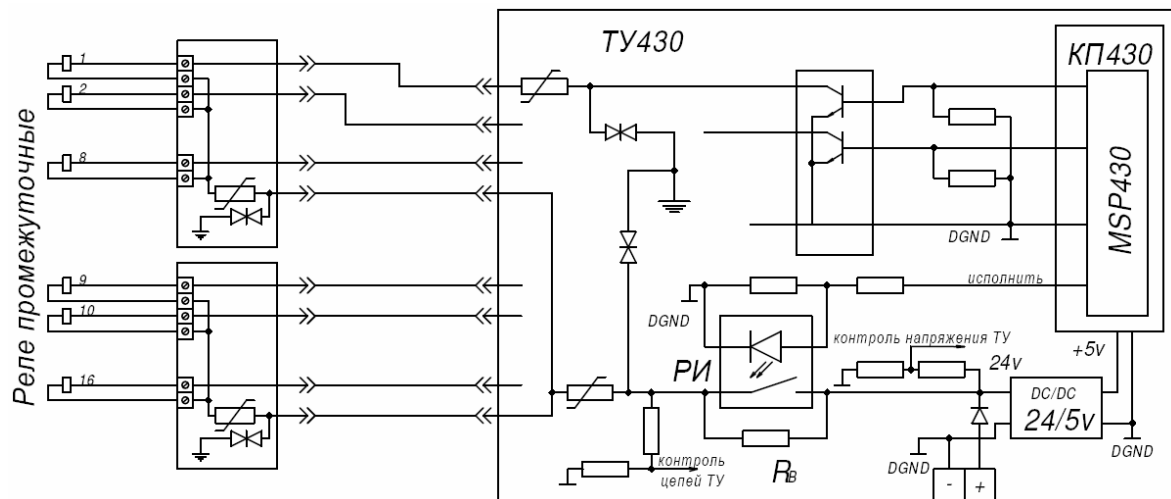 Реле промежуточные
1
2
8
9
10
16
ТУ430
КП430
MSP430
DGND
исполнить
DGND
контроль напряжения ТУ
24v
+5v
РИ
DC/DC
24/5v
контроль
цепей ТУ
RВ
DGND
- +
DGND